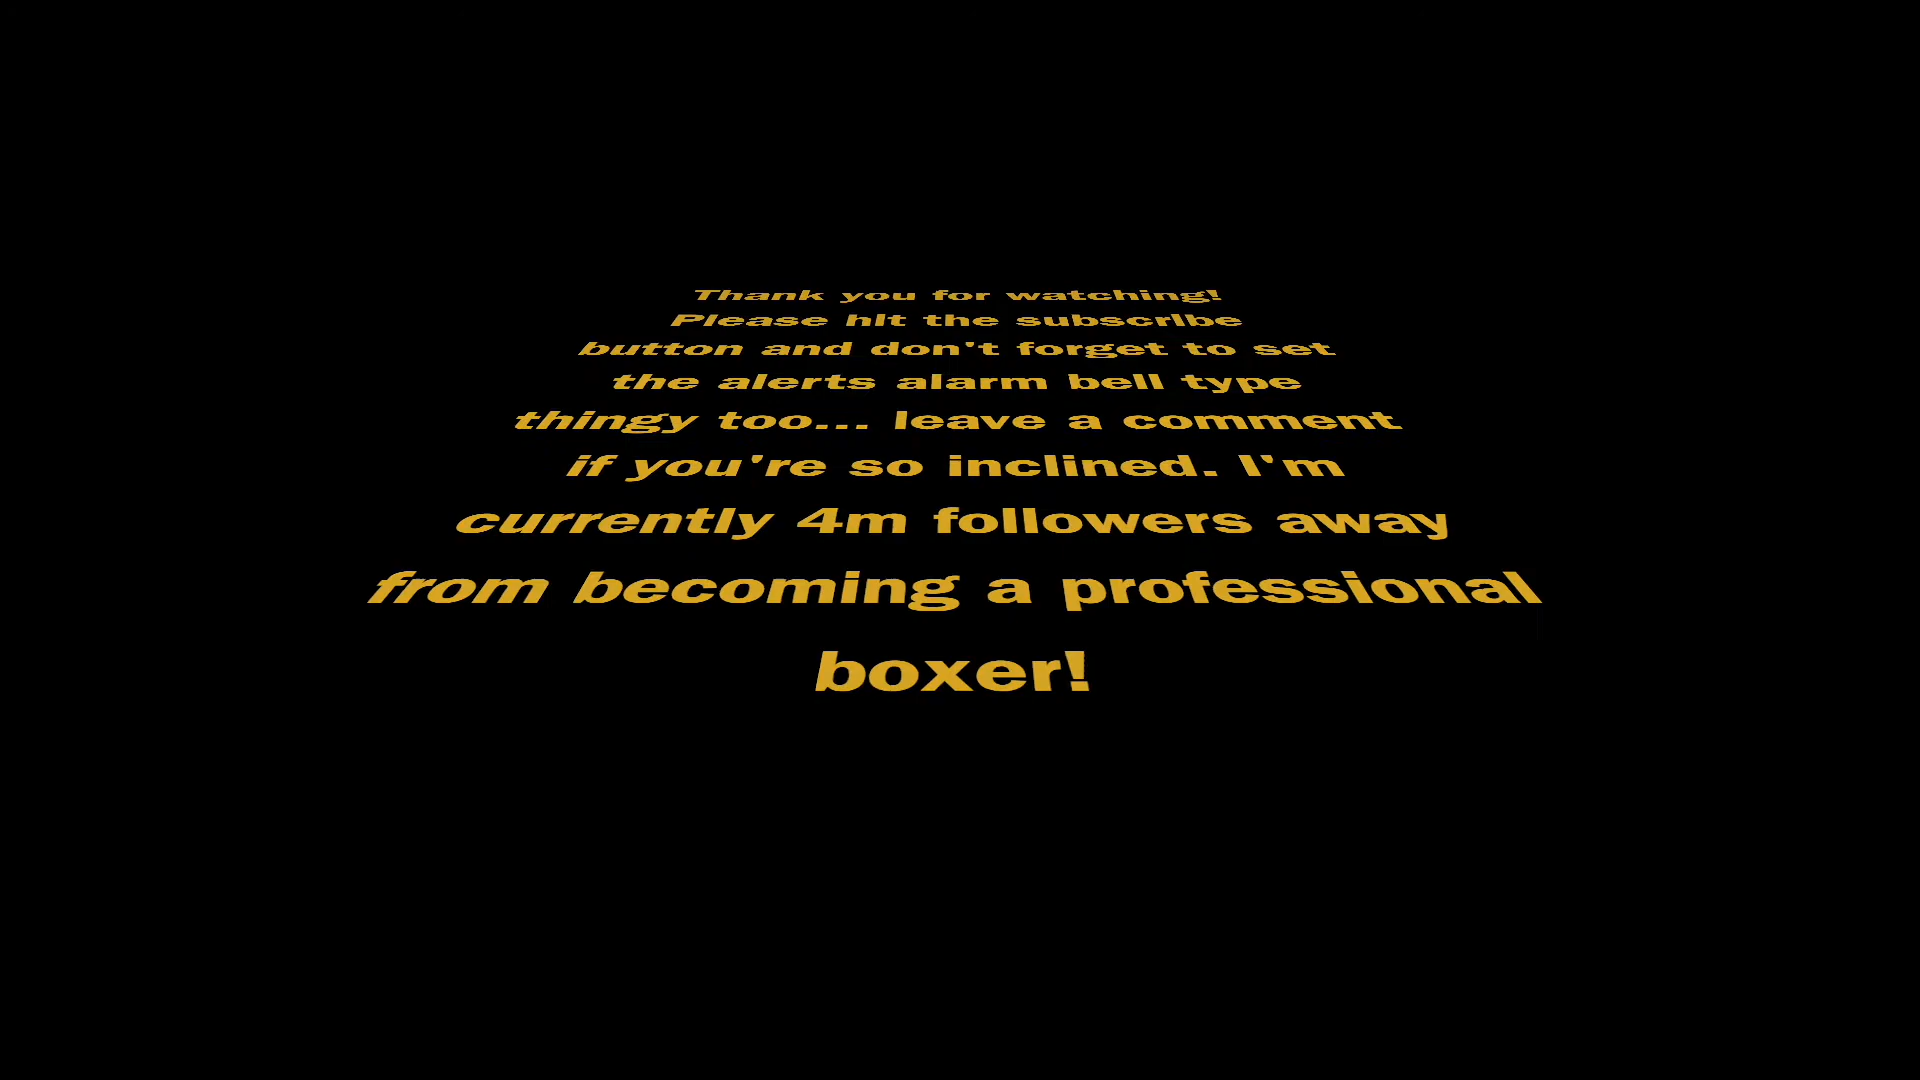 Thank you for watching!
Please hit the subscribe
button and don't forget to set
the alerts alarm bell type
thingy too... leave a comment
if you're so inclined. I'm
currently 4m followers away
from becoming a professional
boxer!